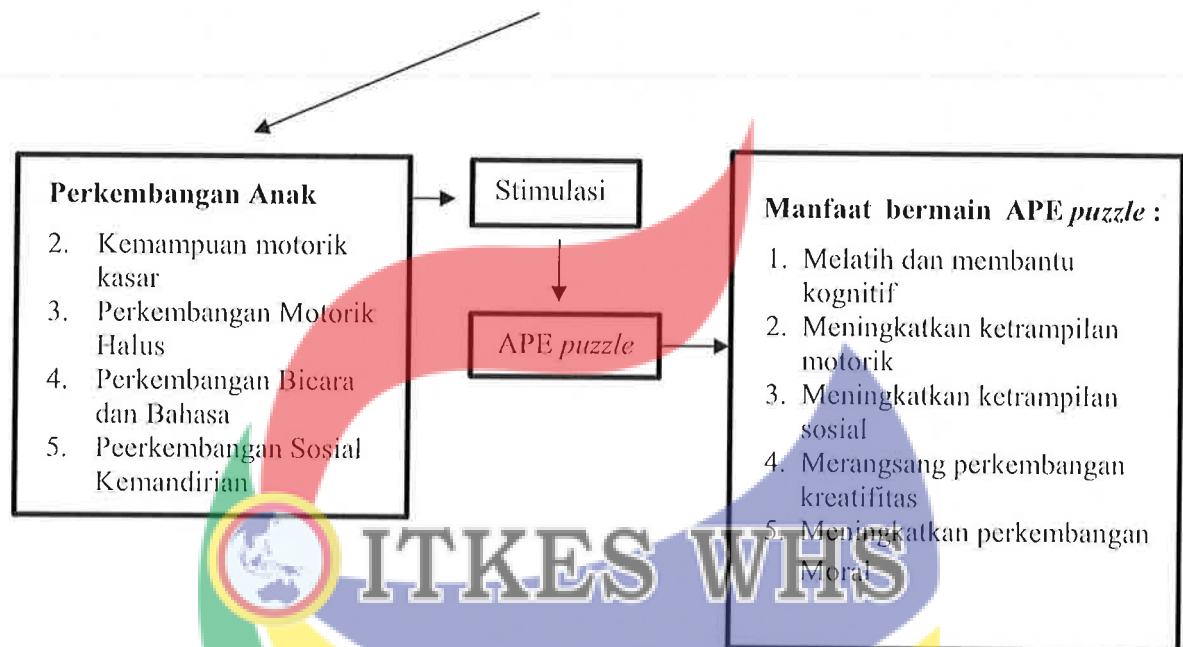 Perkembangan Anak
2. Kemampuan motorik
kasar
3. Perkembangan Motorik
Halus
4. Perkembangan Bicara
dan Bahasa
5. Peerkembangan Sosial
Kemandirian
Stimulasi
APE puzzle
Manfaat bermain APE puzzle :
1. Melatih dan membantu
kognitif
2. Meningkatkan ketrampilan
motorik
3. Meningkatkan ketrampilan
sosial
4. Merangsang perkembangan
kreatifitas
5. Meningkatkan perkembangan
Moral
ITKES WHS